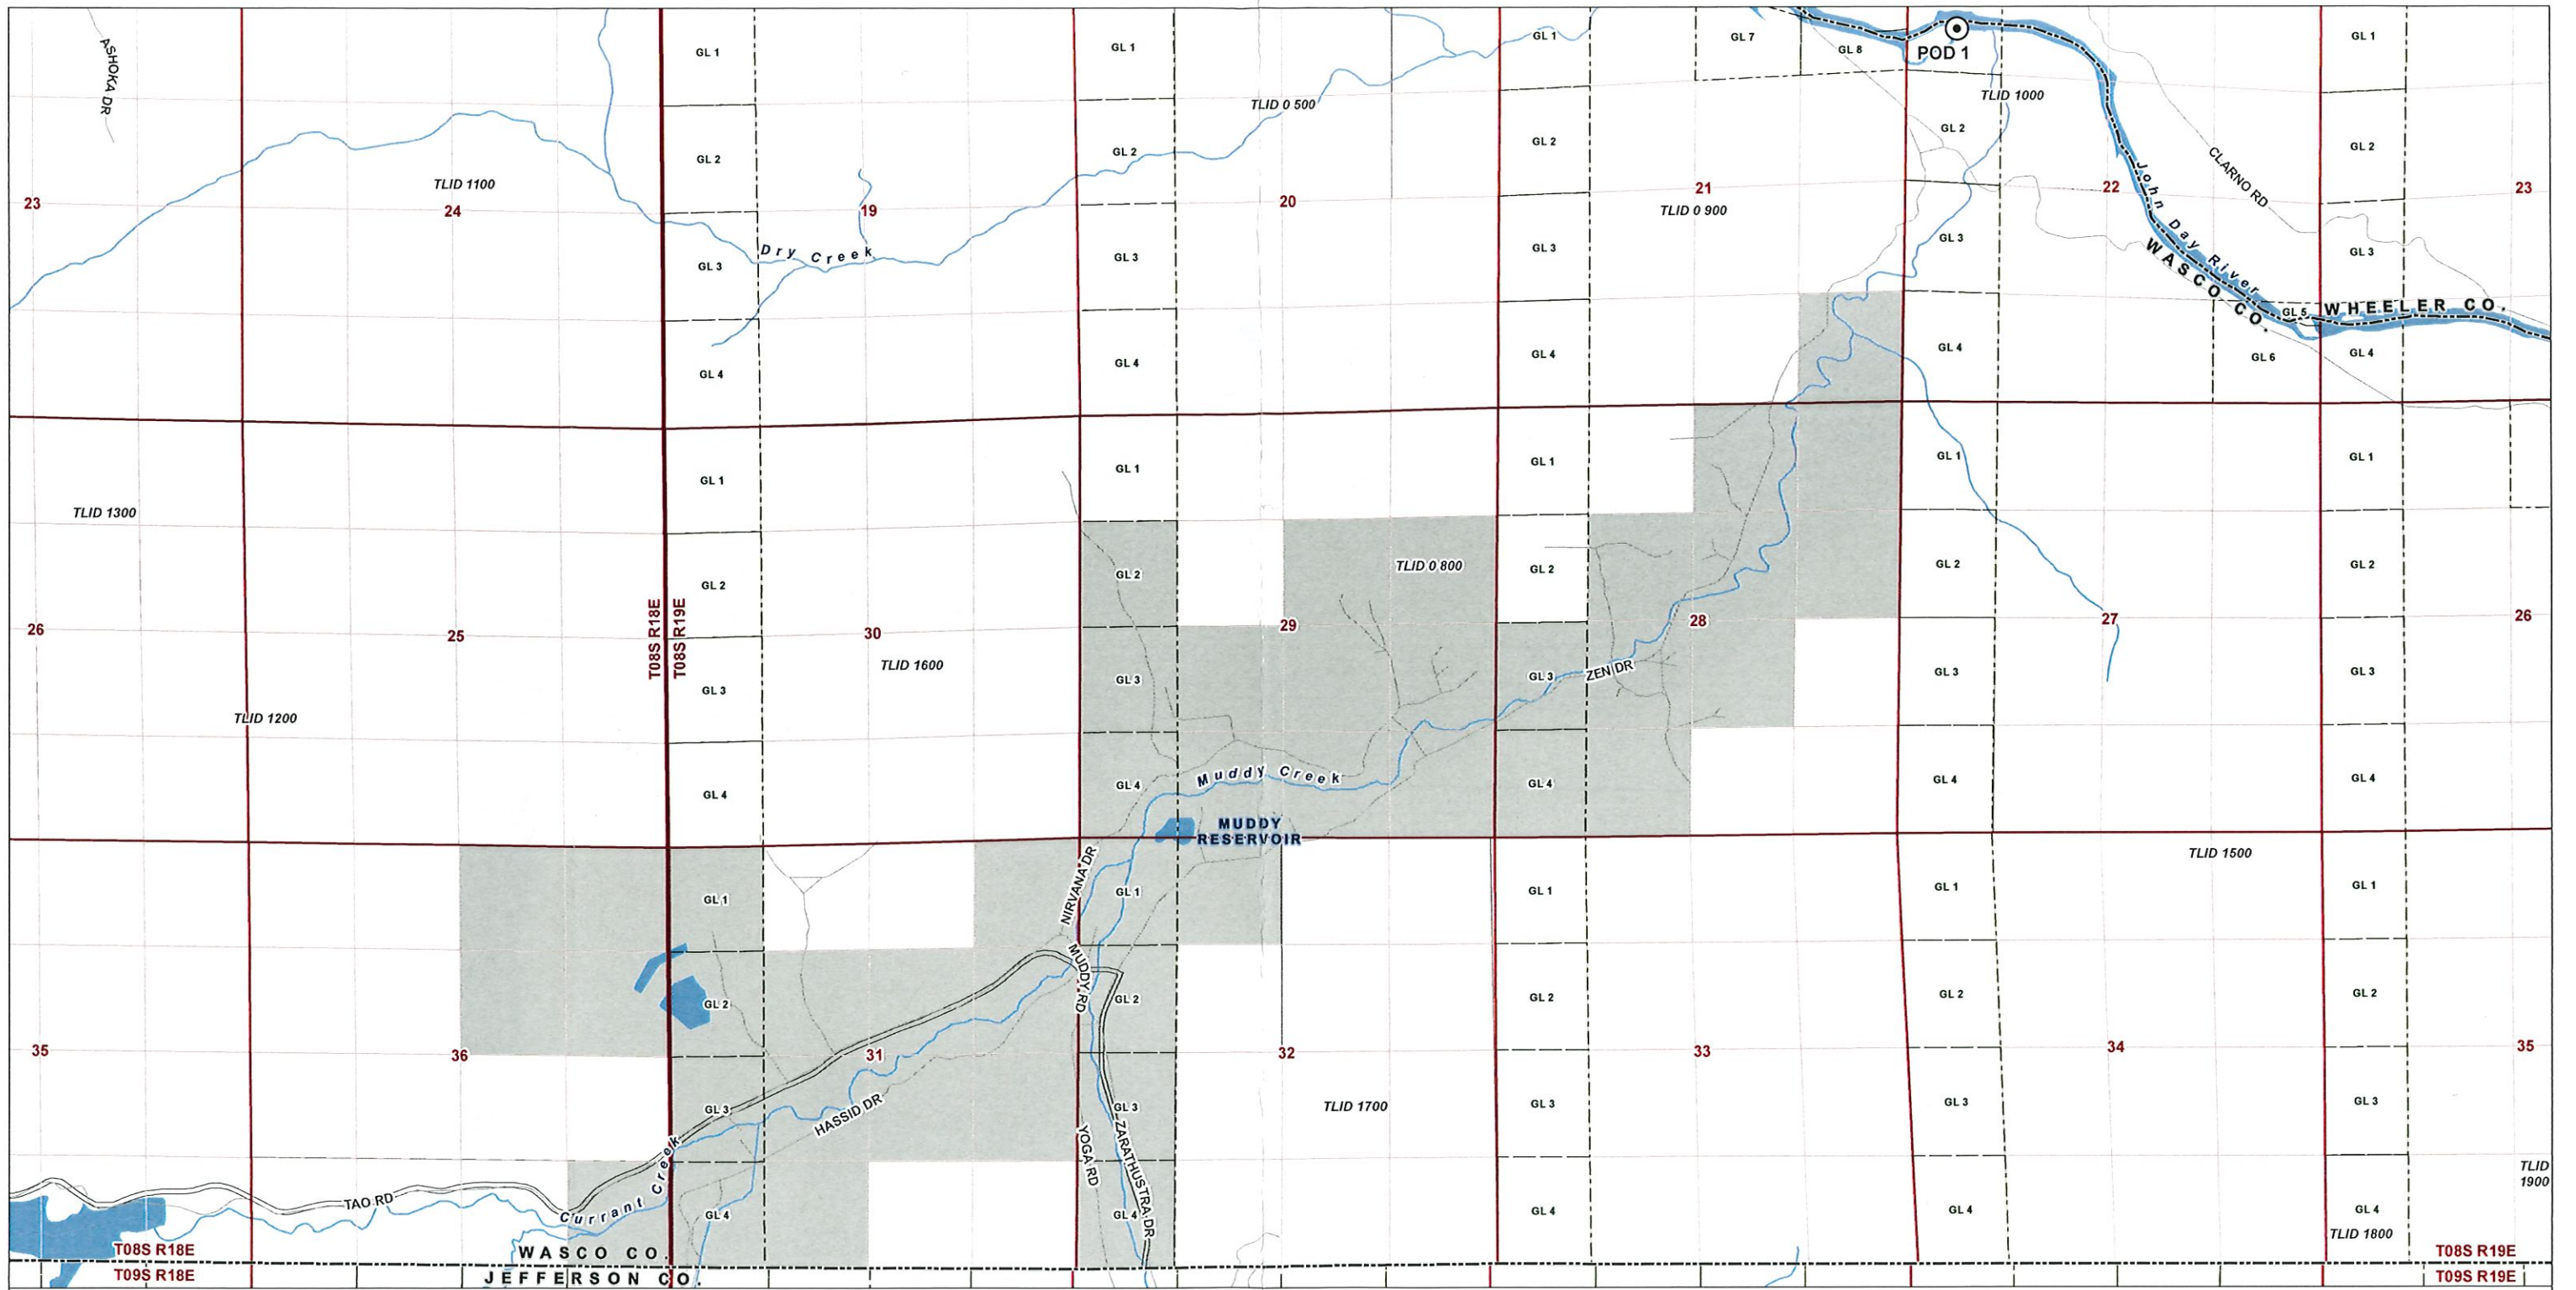 ASHOKA DR
GL 1
GL 1
GL 1
GL 7
GL 8
POD 1
GL 1
TLID 0 500
TLID 1000
GL 2
GL 2
GL 2
GL 2
GL 2
CLARNO RD
TLID 1100
23
24
19
20
21
TLID 0 900
22
23
John Day River
Dry Creek
GL 3
GL 3
GL 3
GL 3
GL 3
WASCO CO.
WHEELER CO.
GL 5
GL 6
GL 4
GL 4
GL 4
GL 4
GL 4
GL 1
GL 1
GL 1
GL 1
GL 1
TLID 1300
GL 2
GL 2
TLID 0 800
GL 2
GL 2
GL 2
T08S R18E
T08S R19E
26
25
30
29
28
27
26
TLID 1600
GL 3
GL 3
GL 3
ZEN DR
GL 3
GL 3
TLID 1200
GL 4
GL 4
Muddy Creek
GL 4
GL 4
GL 4
MUDDY
RESERVOIR
TLID 1500
NIRVANA DR
GL 1
GL 1
GL 1
GL 1
GL 1
MUDDY RD
GL 2
GL 2
GL 2
GL 2
GL 2
35
36
31
32
33
34
35
GL 3
HASSID DR
GL 3
TLID 1700
GL 3
GL 3
GL 3
YOGA RD
ZARATHUSTRA DR
TAO RD
Currant Creek
GL 4
GL 4
GL 4
GL 4
GL 4
TLID
1900
TLID 1800
T08S R18E
WASCO CO.
T08S R19E
T09S R18E
JEFFERSON CO.
T09S R19E